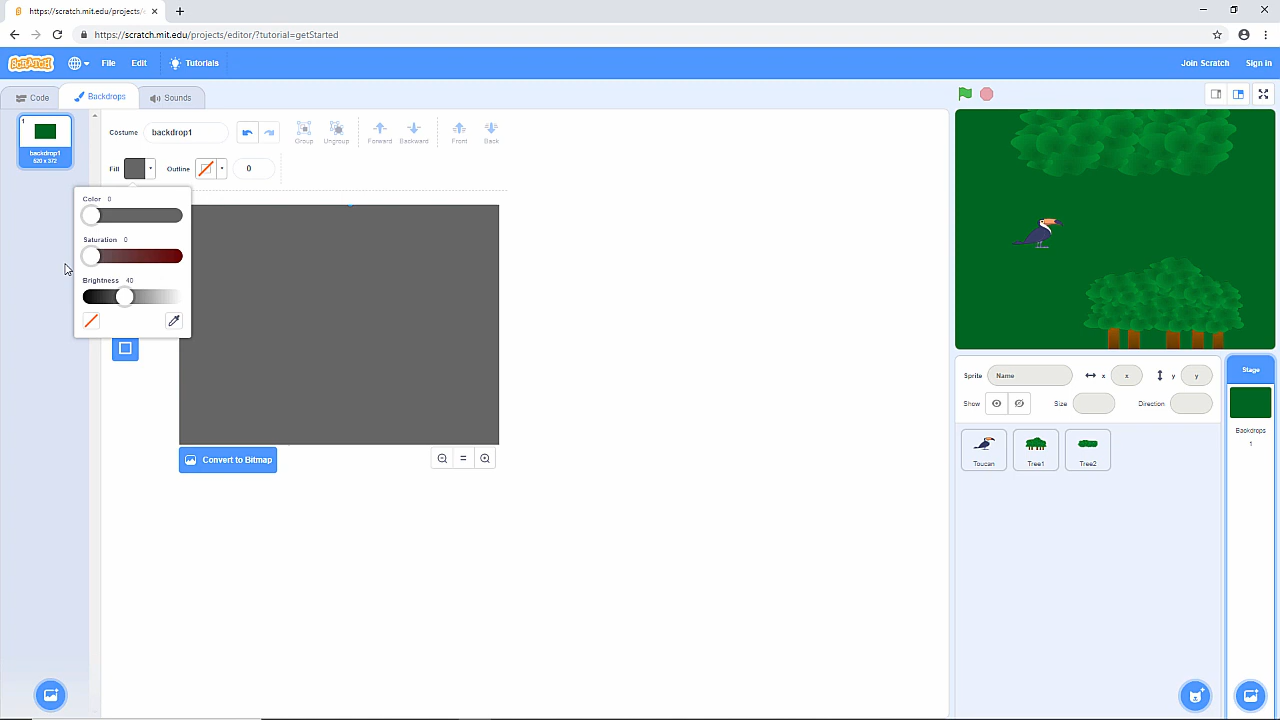 https://scratch.mit.edu/projects/e
https://scratch.mit.edu/projects/editor/?tutorial=getStarted
SCRATCH File Edit Tutorials Join Scratch Sign in
Code Backdrops Sounds
1
backdrop1
620 x 372
Costume backdrop1 Group Ungroup Forward Backward Front Back
Fill Outline 0
Color 0
Saturation 0
Brightness 40
Convert to Bitmap
Sprite Name x x y y
Show Size Direction
Toucan Tree1 Tree2
Stage
Backdrops
1